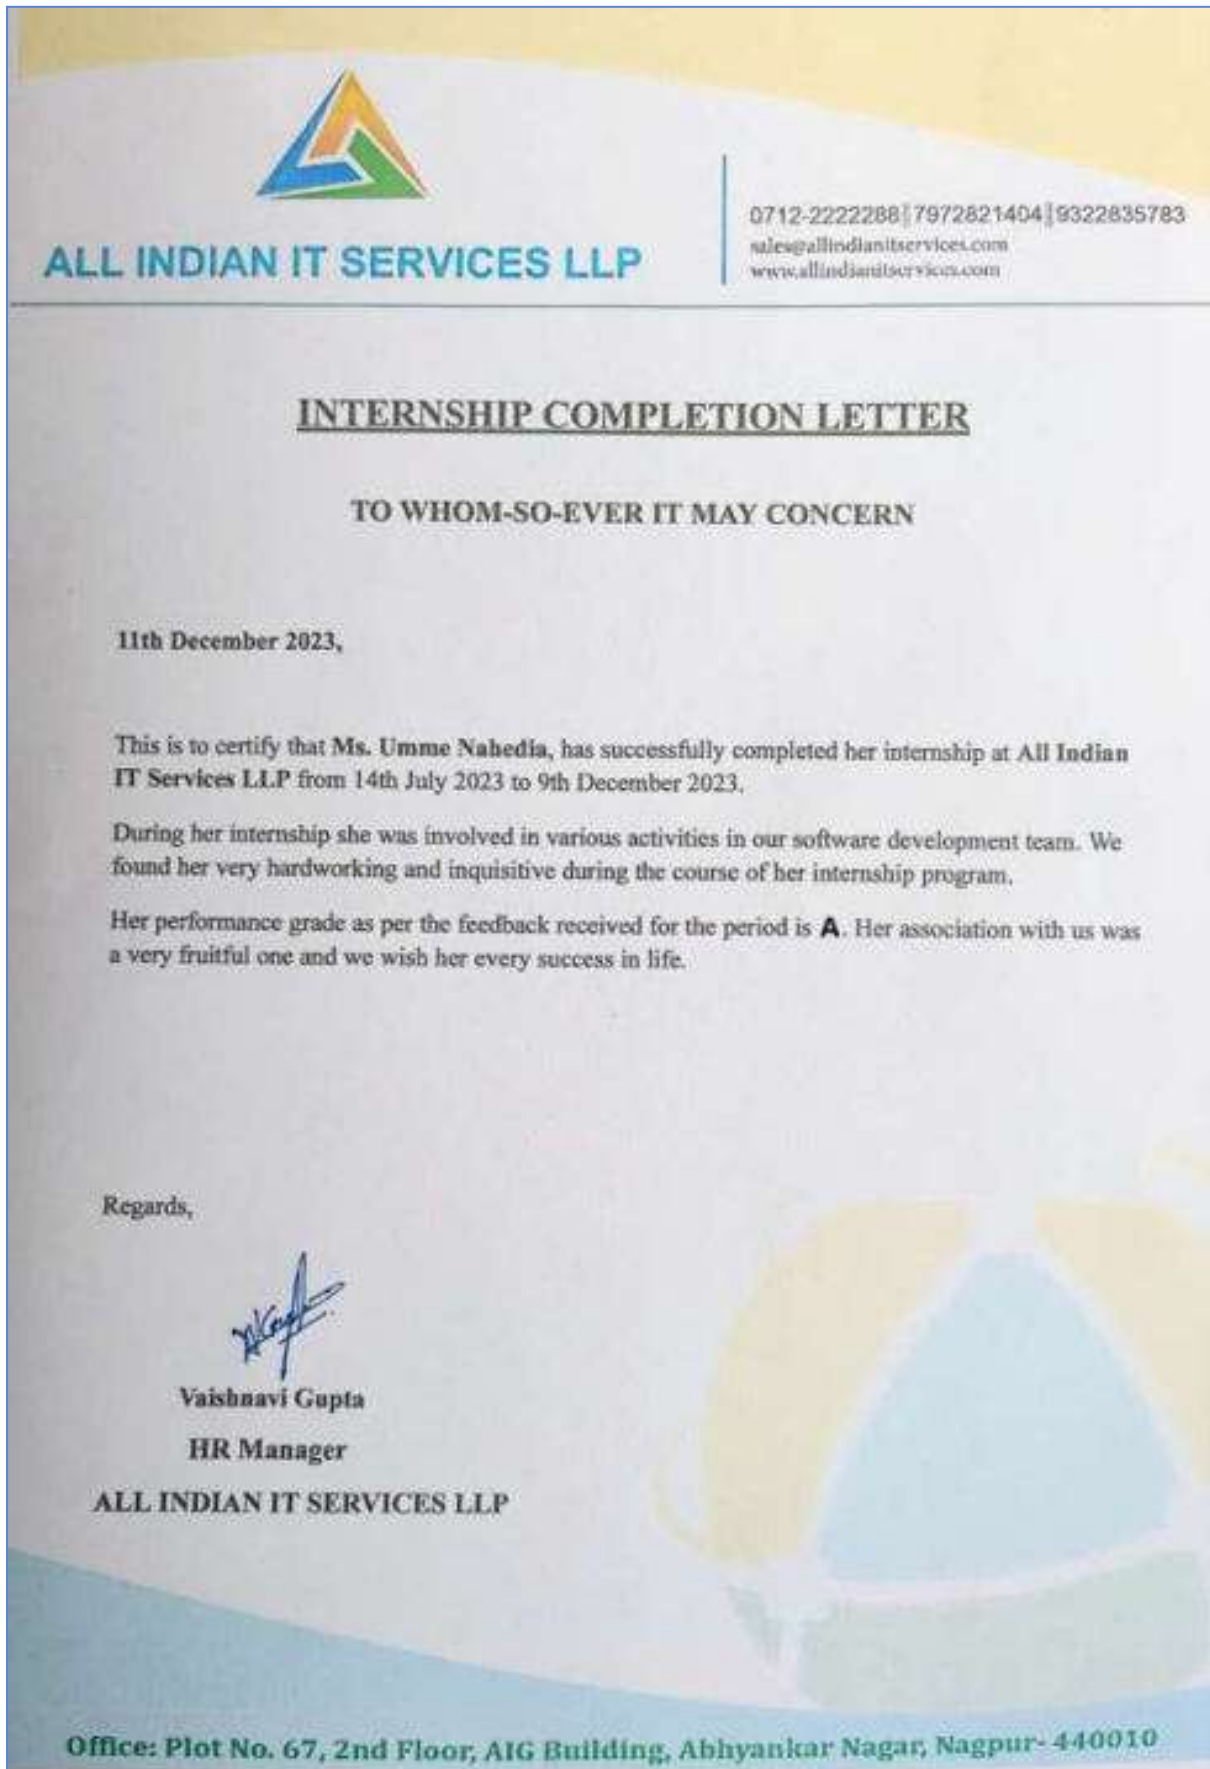 ALL INDIAN IT SERVICES LLP
0712-2222288|7972821404|9322835783
sales@allindianitservices.com
www.allindianitservices.com
INTERNSHIP COMPLETION LETTER
TO WHOM-SO-EVER IT MAY CONCERN
11th December 2023,
This is to certify that Ms. Umme Nahedia, has successfully completed her internship at All Indian
IT Services LLP from 14th July 2023 to 9th December 2023.
During her internship she was involved in various activities in our software development team. We
found her very hardworking and inquisitive during the course of her internship program.
Her performance grade as per the feedback received for the period is A. Her association with us was
a very fruitful one and we wish her every success in life.
Regards,
Vaishnavi Gupta
HR Manager
ALL INDIAN IT SERVICES LLP
Office: Plot No. 67, 2nd Floor, AIG Building, Abhyankar Nagar, Nagpur- 440010